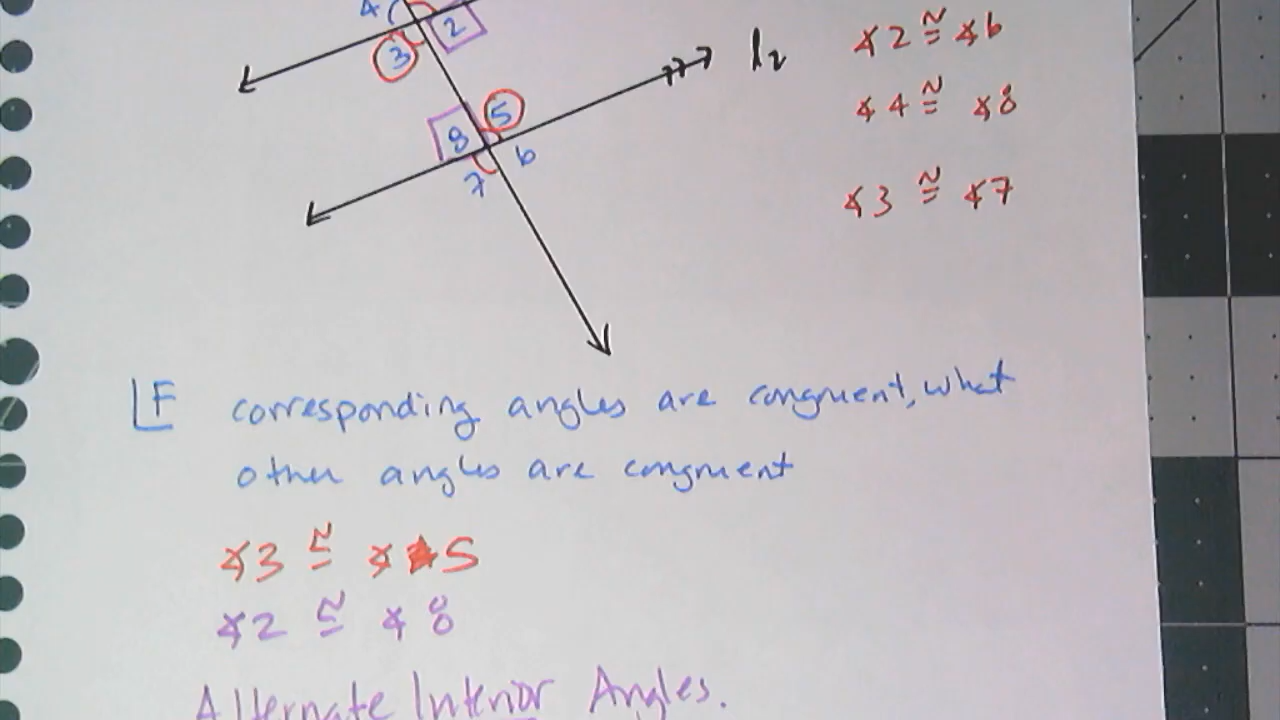 4
2
3
l₂
∡2 ≅ ∡6
5
8
6
7
∡4 ≅ ∡8
∡3 ≅ ∡7
IF corresponding angles are congruent, what
other angles are congruent
∡3 ≅ ∡5
∡2 ≅ ∡8
Alternate Interior Angles.